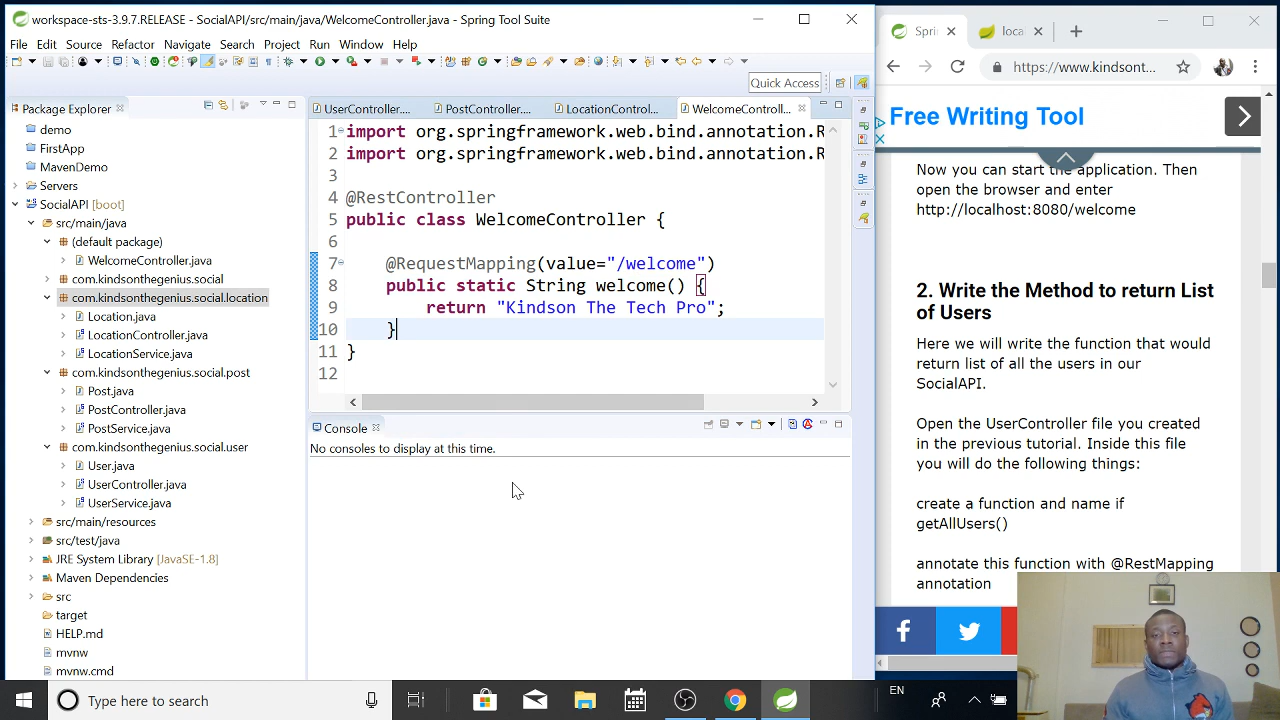 workspace-sts-3.9.7.RELEASE - SocialAPI/src/main/java/WelcomeController.java - Spring Tool Suite
File Edit Source Refactor Navigate Search Project Run Window Help
Quick Access
Package Explorer
demo
FirstApp
MavenDemo
Servers
SocialAPI [boot]
src/main/java
(default package)
WelcomeController.java
com.kindsonthegenius.social
com.kindsonthegenius.social.location
Location.java
LocationController.java
LocationService.java
com.kindsonthegenius.social.post
Post.java
PostController.java
PostService.java
com.kindsonthegenius.social.user
User.java
UserController.java
UserService.java
src/main/resources
src/test/java
JRE System Library [JavaSE-1.8]
Maven Dependencies
src
target
HELP.md
mvnw
mvnw.cmd
UserController.... PostController.... LocationControl... WelcomeControll...
1 import org.springframework.web.bind.annotation.R
2 import org.springframework.web.bind.annotation.R
3
4 @RestController
5 public class WelcomeController {
6
7 @RequestMapping(value="/welcome")
8 public static String welcome() {
9 return "Kindson The Tech Pro";
10 }
11 }
12
Console
No consoles to display at this time.
Spri
loca
https://www.kindsont...
Free Writing Tool
Now you can start the application. Then
open the browser and enter
http://localhost:8080/welcome
2. Write the Method to return List
of Users
Here we will write the function that would
return list of all the users in our
SocialAPI.
Open the UserController file you created
in the previous tutorial. Inside this file
you will do the following things:
create a function and name if
getAllUsers()
annotate this function with @RestMapping
annotation
Type here to search
EN